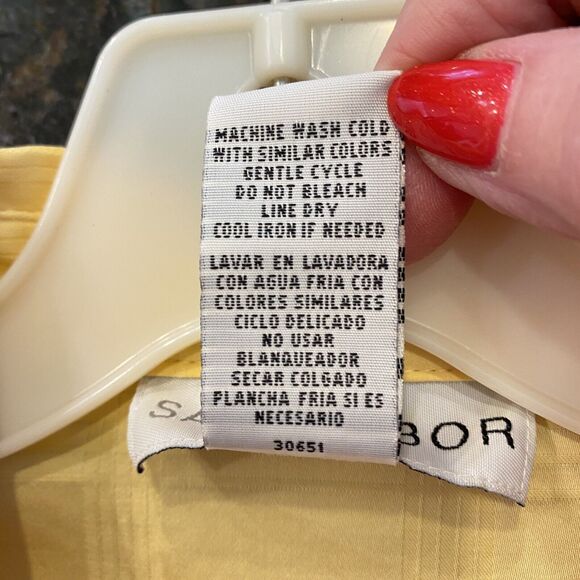 MACHINE WASH COLD
WITH SIMILAR COLORS
GENTLE CYCLE
DO NOT BLEACH
LINE DRY
COOL IRON IF NEEDED
LAVAR EN LAVADORA
CON AGUA FRIA CON
COLORES SIMILARES
CICLO DELICADO
NO USAR
BLANQUEADOR
SECAR COLGADO
PLANCHA FRIA SI ES
NECESARIO
30651